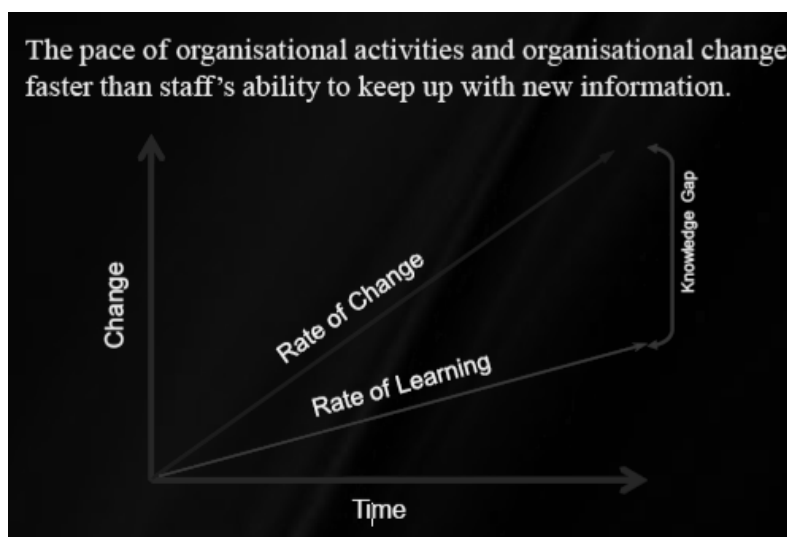 The pace of organisational activities and organisational change
faster than staff's ability to keep up with new information.
Knowledge Gap
Change
Rate of Change
Rate of Learning
Time